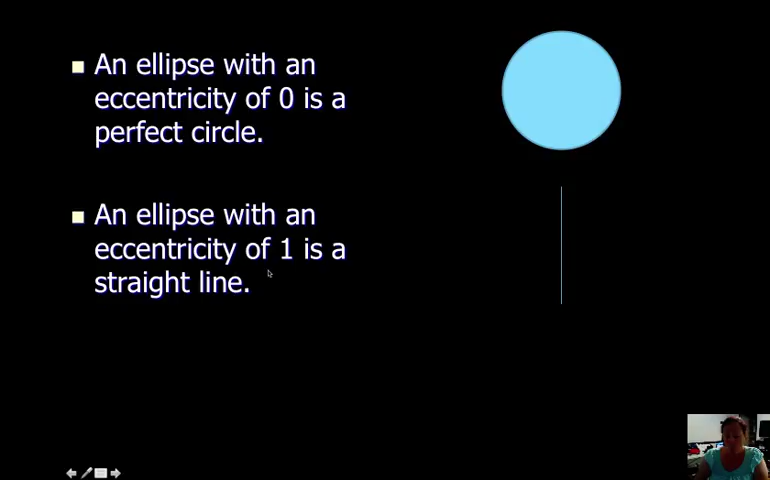 An ellipse with an
eccentricity of 0 is a
perfect circle.
An ellipse with an
eccentricity of 1 is a
straight line.